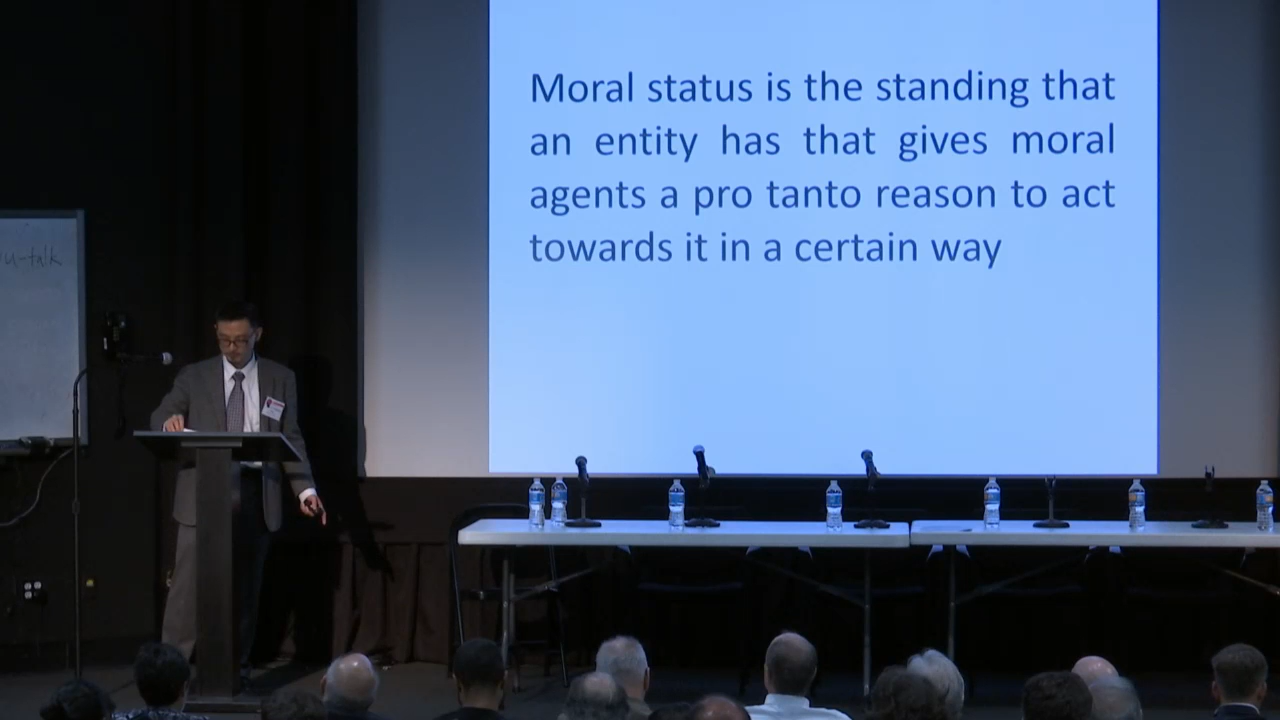 Moral status is the standing that
an entity has that gives moral
agents a pro tanto reason to act
towards it in a certain way
u-talk